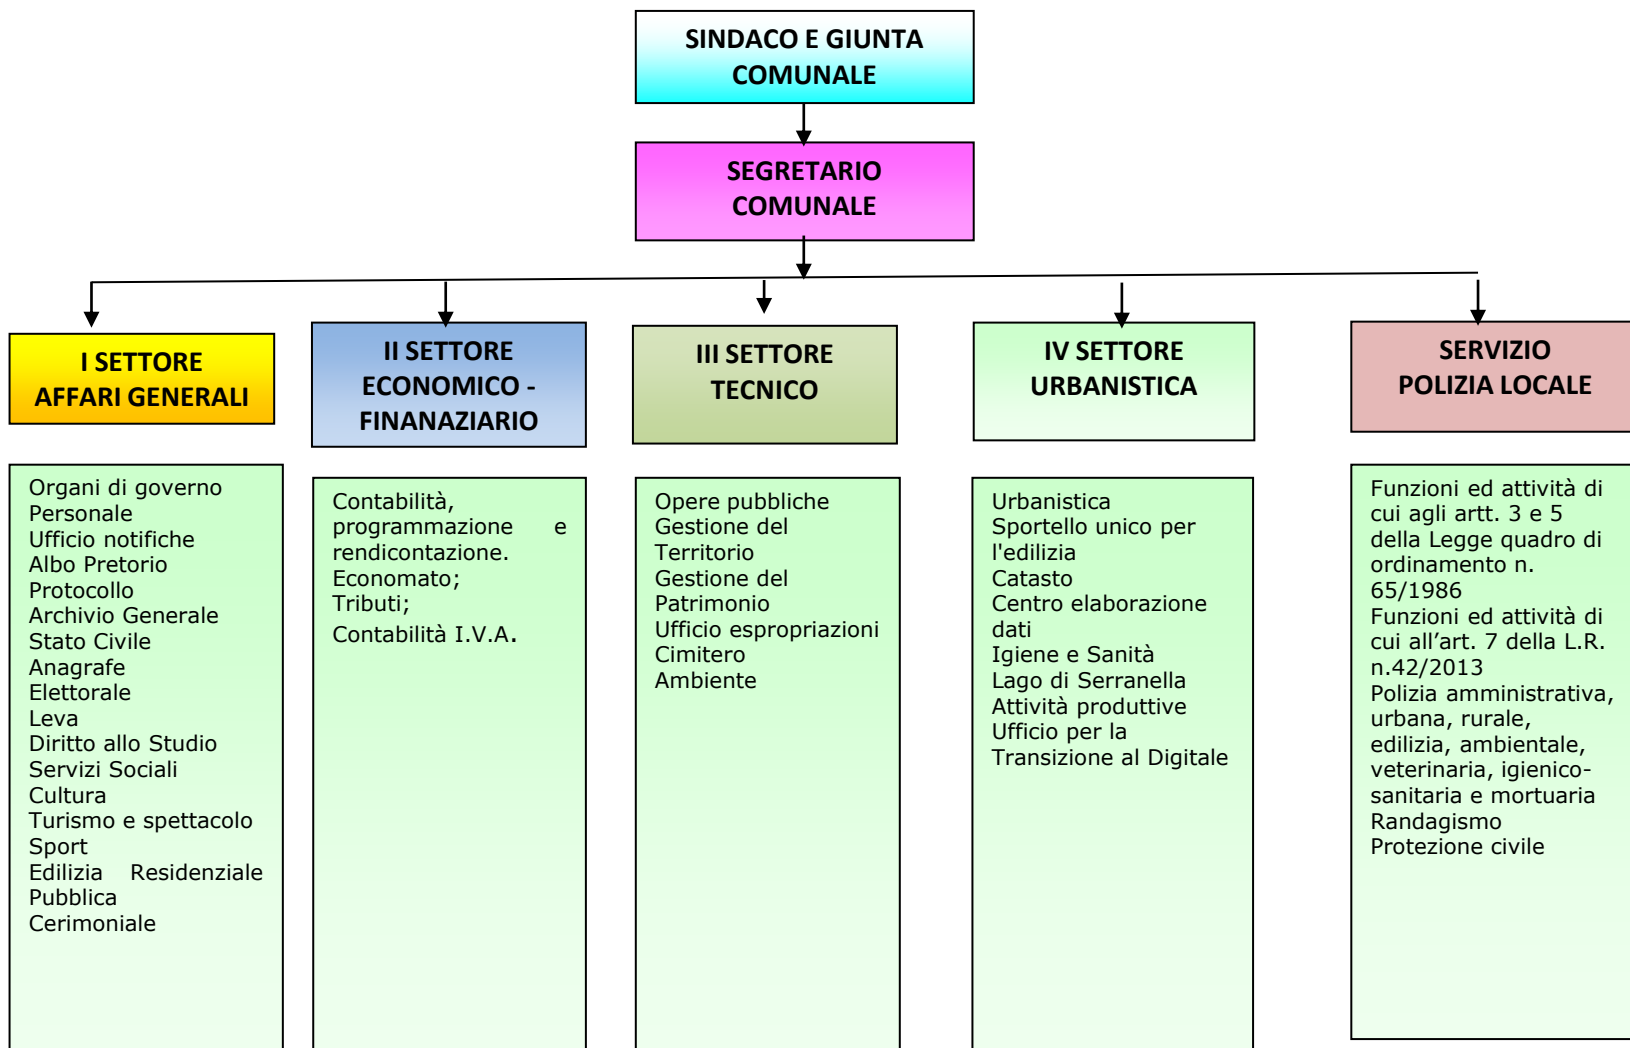 SINDACO E GIUNTA
COMUNALE
SEGRETARIO
COMUNALE
I SETTORE
AFFARI GENERALI
II SETTORE
ECONOMICO -
FINANAZIARIO
III SETTORE
TECNICO
IV SETTORE
URBANISTICA
SERVIZIO
POLIZIA LOCALE
Organi di governo
Personale
Ufficio notifiche
Albo Pretorio
Protocollo
Archivio Generale
Stato Civile
Anagrafe
Elettorale
Leva
Diritto allo Studio
Servizi Sociali
Cultura
Turismo e spettacolo
Sport
Edilizia Residenziale
Pubblica
Cerimoniale
Contabilità,
programmazione e
rendicontazione.
Economato;
Tributi;
Contabilità I.V.A.
Opere pubbliche
Gestione del
Territorio
Gestione del
Patrimonio
Ufficio espropriazioni
Cimitero
Ambiente
Urbanistica
Sportello unico per
l'edilizia
Catasto
Centro elaborazione
dati
Igiene e Sanità
Lago di Serranella
Attività produttive
Ufficio per la
Transizione al Digitale
Funzioni ed attività di
cui agli artt. 3 e 5
della Legge quadro di
ordinamento n.
65/1986
Funzioni ed attività di
cui all’art. 7 della L.R.
n.42/2013
Polizia amministrativa,
urbana, rurale,
edilizia, ambientale,
veterinaria, igienico-
sanitaria e mortuaria
Randagismo
Protezione civile